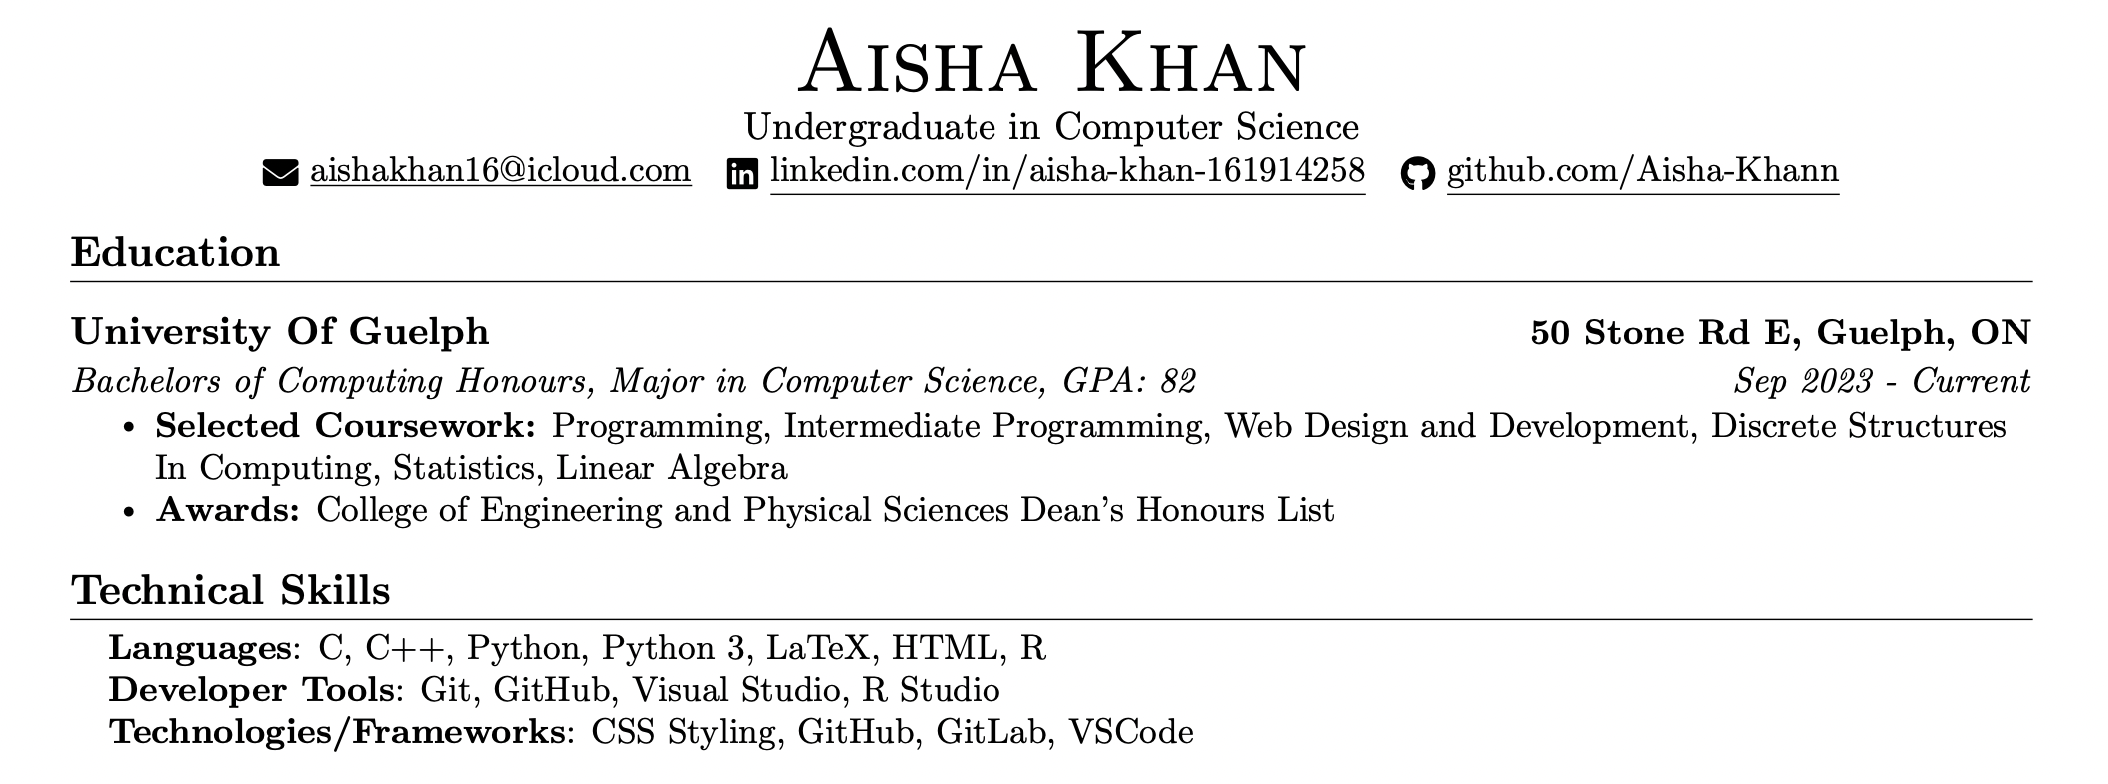 Aisha Khan
Undergraduate in Computer Science
aishakhan16@icloud.com linkedin.com/in/aisha-khan-161914258 github.com/Aisha-Khann
Education
University Of Guelph 50 Stone Rd E, Guelph, ON
Bachelors of Computing Honours, Major in Computer Science, GPA: 82 Sep 2023 - Current
• Selected Coursework: Programming, Intermediate Programming, Web Design and Development, Discrete Structures
In Computing, Statistics, Linear Algebra
• Awards: College of Engineering and Physical Sciences Dean's Honours List
Technical Skills
Languages: C, C++, Python, Python 3, LaTeX, HTML, R
Developer Tools: Git, GitHub, Visual Studio, R Studio
Technologies/Frameworks: CSS Styling, GitHub, GitLab, VSCode